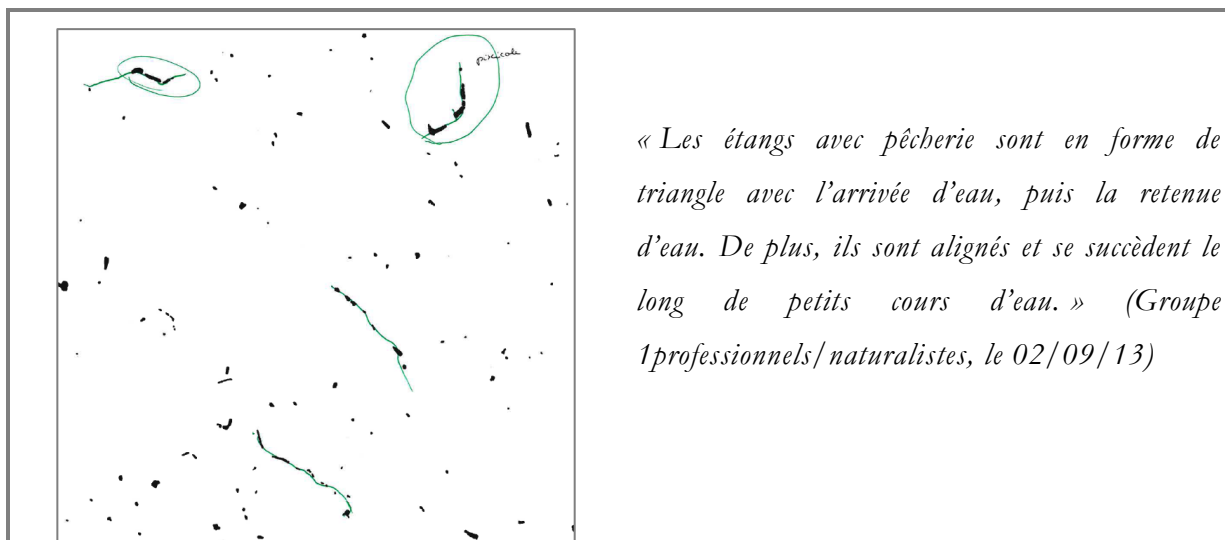 piscicole
« Les étangs avec pêcherie sont en forme de
triangle avec l'arrivée d'eau, puis la retenue
d'eau. De plus, ils sont alignés et se succèdent le
long de petits cours d'eau. » (Groupe
1professionnels/naturalistes, le 02/09/13)